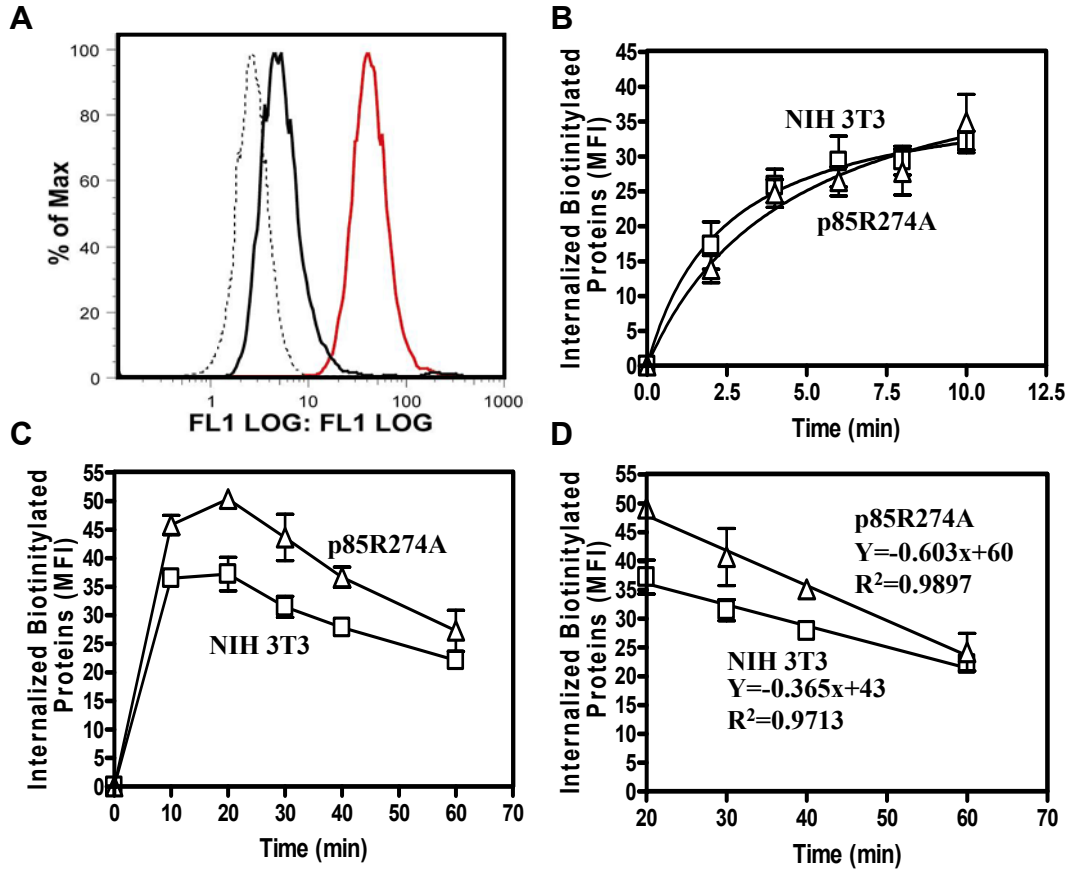 A
100
80
60
40
20
0
% of Max
1
10
100
1000
FL1 LOG: FL1 LOG
B
45
40
35
30
25
20
15
10
5
0
Internalized Biotinitylated
Proteins (MFI)
NIH 3T3
p85R274A
0.0
2.5
5.0
7.5
10.0
12.5
Time (min)
C
55
50
45
40
35
30
25
20
15
10
5
0
Internalized Biotinitylated
Proteins (MFI)
p85R274A
NIH 3T3
0
10
20
30
40
50
60
70
Time (min)
D
55
50
45
40
35
30
25
20
15
10
5
0
Internalized Biotinitylated
Proteins (MFI)
p85R274A
Y=-0.603x+60
R²=0.9897
NIH 3T3
Y=-0.365x+43
R²=0.9713
20
30
40
50
60
70
Time (min)